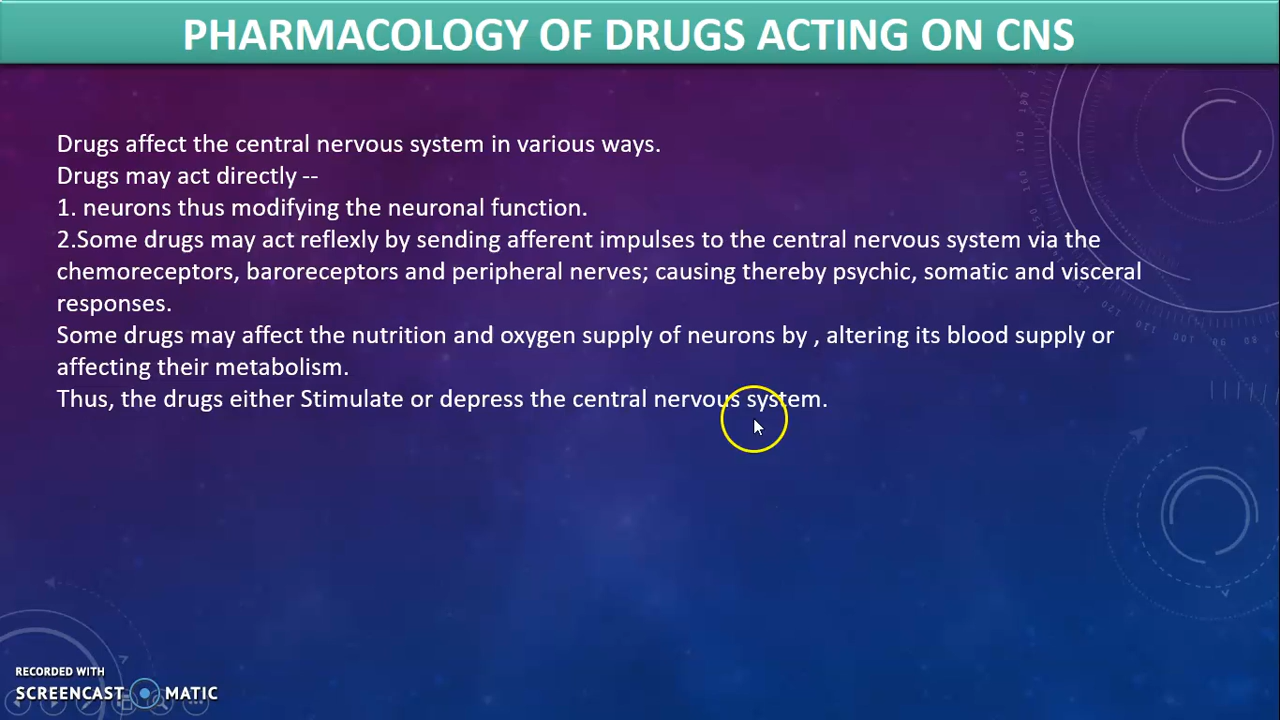 PHARMACOLOGY OF DRUGS ACTING ON CNS
Drugs affect the central nervous system in various ways.
Drugs may act directly --
1. neurons thus modifying the neuronal function.
2.Some drugs may act reflexly by sending afferent impulses to the central nervous system via the
chemoreceptors, baroreceptors and peripheral nerves; causing thereby psychic, somatic and visceral
responses.
Some drugs may affect the nutrition and oxygen supply of neurons by , altering its blood supply or
affecting their metabolism.
Thus, the drugs either Stimulate or depress the central nervous system.
RECORDED WITH
SCREENCAST MATIC